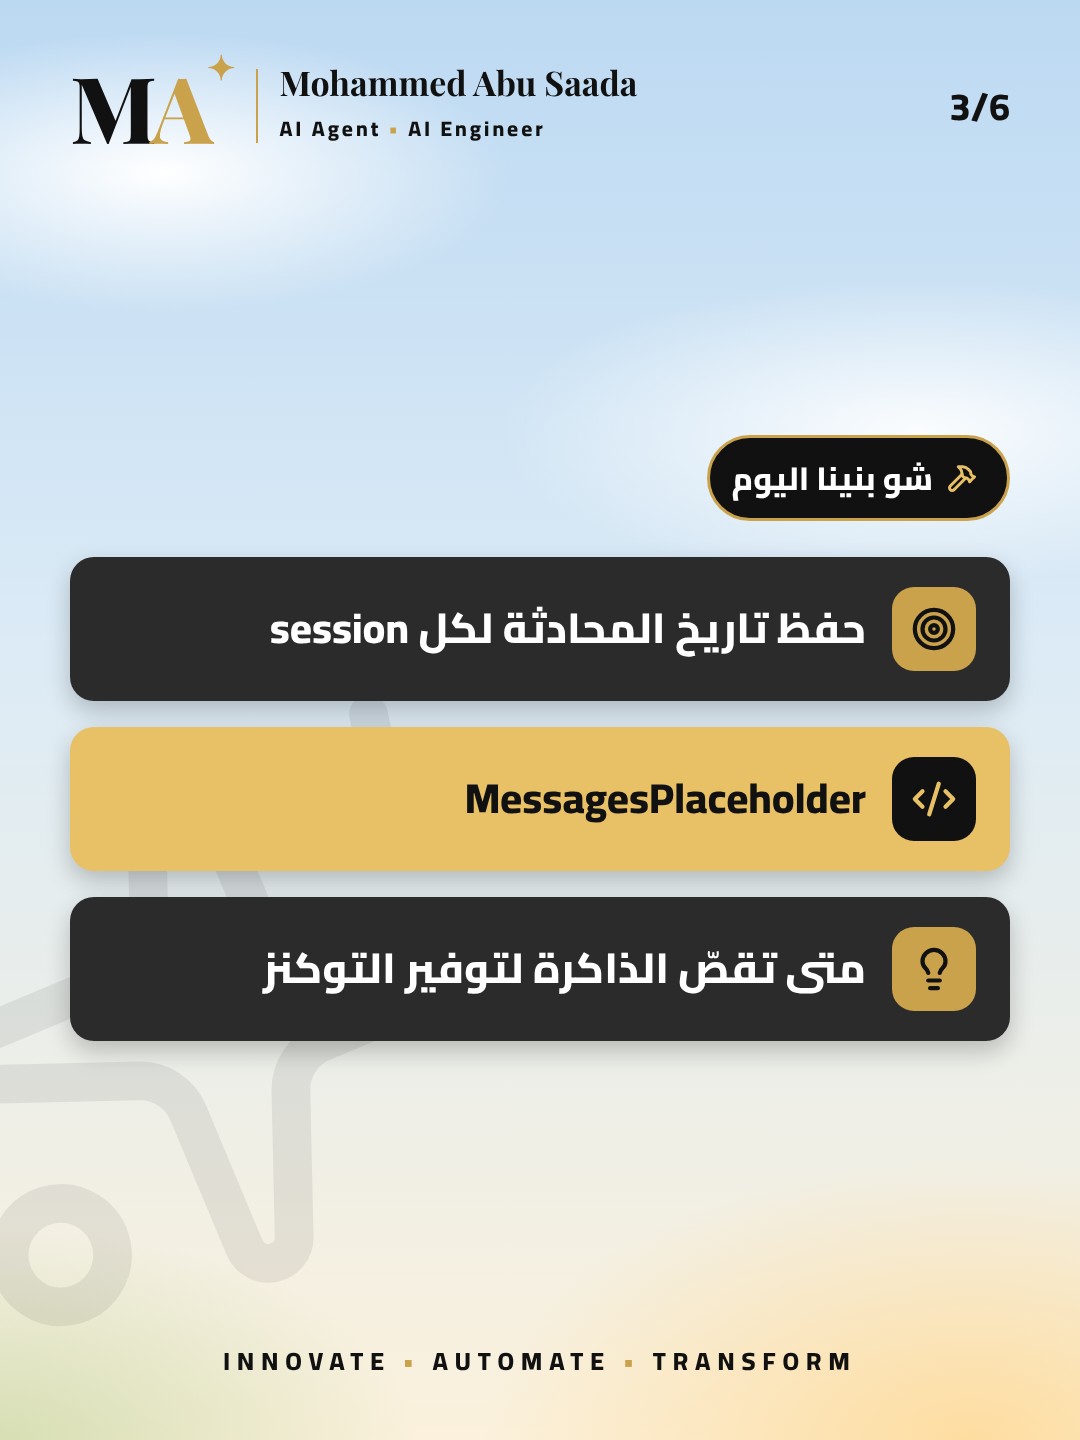 MA
Mohammed Abu Saada
AI Agent ▪ AI Engineer
3/6
شو بنينا اليوم
حفظ تاريخ المحادثة لكل session
MessagesPlaceholder
متى تقصّ الذاكرة لتوفير التوكنز
INNOVATE ▪ AUTOMATE ▪ TRANSFORM